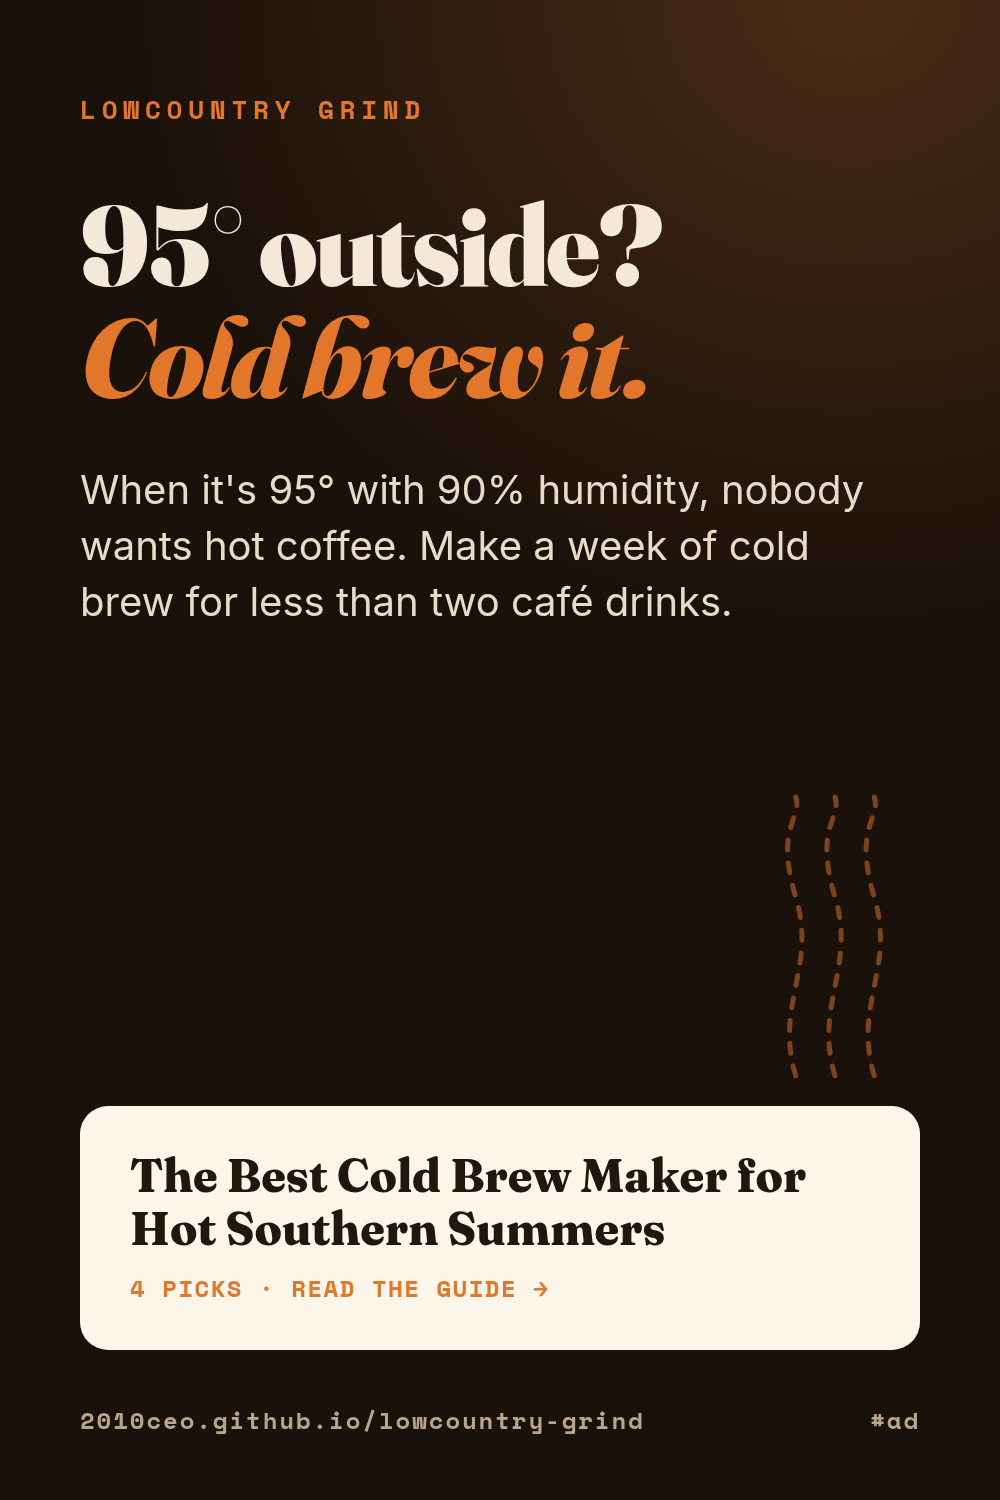 LOWCOUNTRY GRIND
95° outside?
Cold brew it.
When it's 95° with 90% humidity, nobody
wants hot coffee. Make a week of cold
brew for less than two café drinks.
The Best Cold Brew Maker for
Hot Southern Summers
4 PICKS · READ THE GUIDE →
2010ceo.github.io/lowcountry-grind
#ad